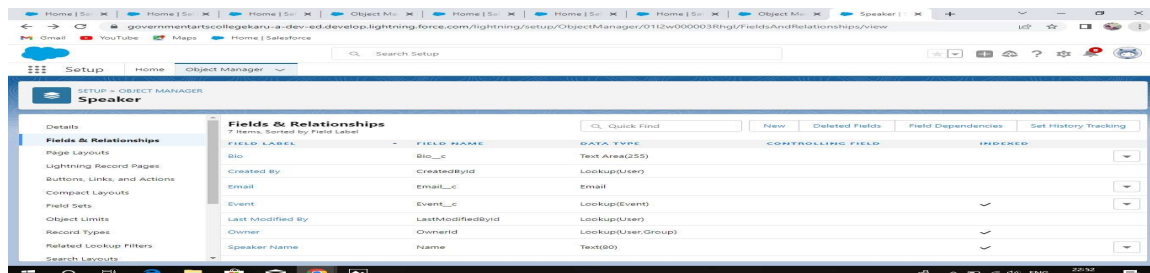 Home | Sal Home | Sal Home | Sal Object Ma Home | Sal Home | Sal Home | Sal Object Ma Speaker |
governmentartscollegekaru-a-dev-ed.develop.lightning.force.com/lightning/setup/ObjectManager/01I2w000003Rhgl/FieldsAndRelationships/view
Gmail YouTube Maps Home | Salesforce
Search Setup
Setup Home Object Manager
SETUP > OBJECT MANAGER
Speaker
Details
Fields & Relationships
Page Layouts
Lightning Record Pages
Buttons, Links, and Actions
Compact Layouts
Field Sets
Object Limits
Record Types
Related Lookup Filters
Search Layouts
Fields & Relationships
7 Items, Sorted by Field Label
Quick Find New Deleted Fields Field Dependencies Set History Tracking
FIELD LABEL FIELD NAME DATA TYPE CONTROLLING FIELD INDEXED
Bio Bio__c Text Area(255)
Created By CreatedById Lookup(User)
Email Email__c Email
Event Event__c Lookup(Event)
Last Modified By LastModifiedById Lookup(User)
Owner OwnerId Lookup(User,Group)
Speaker Name Name Text(80)
ENG 22:52